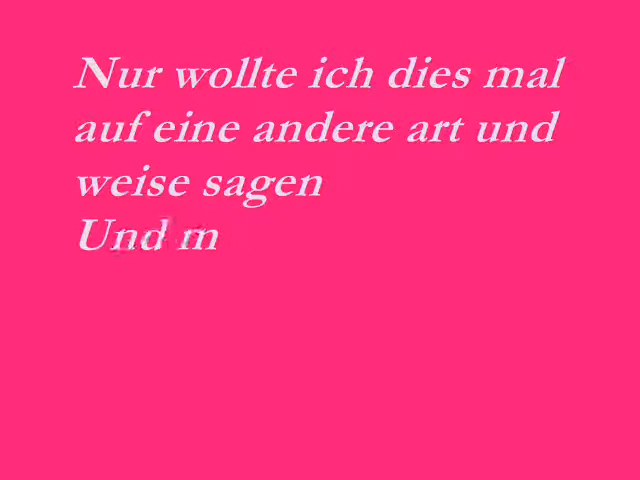 Nur wollte ich dies mal
auf eine andere art und
weise sagen
Und m